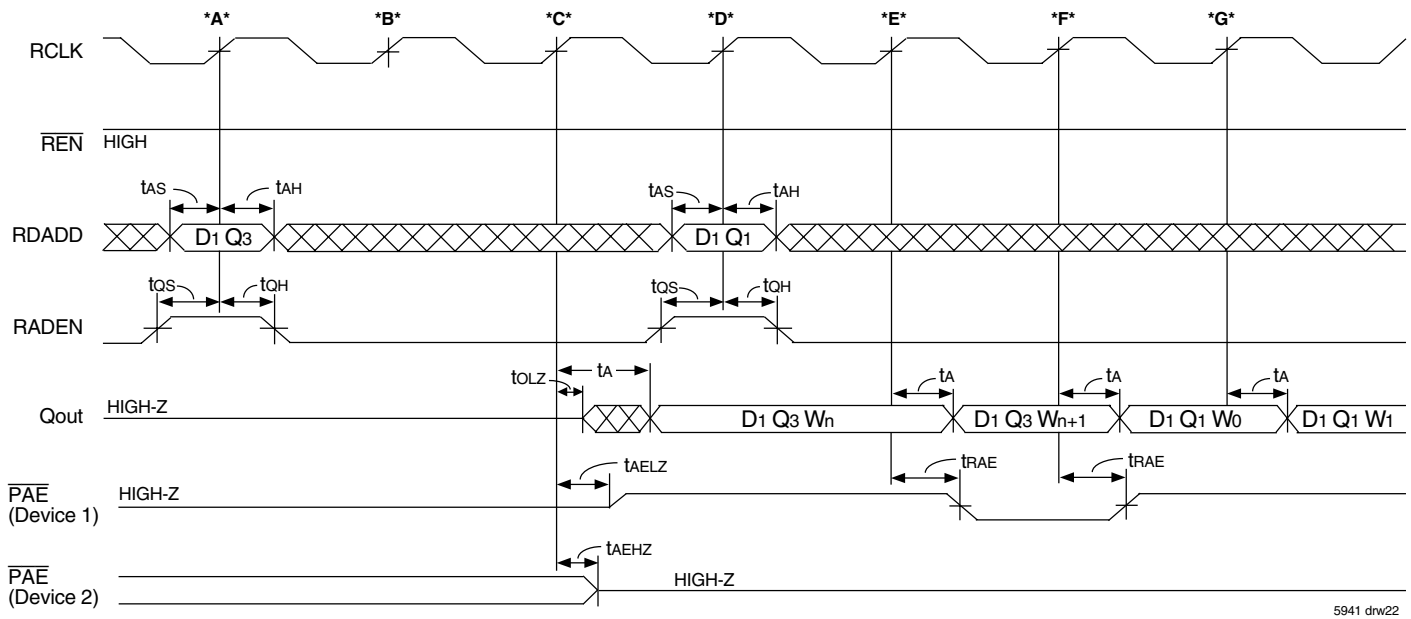 *A* *B* *C* *D* *E* *F* *G*
RCLK
REN HIGH
tAS tAH tAS tAH
RDADD D1 Q3 D1 Q1
tQS tQH tQS tQH
RADEN
tOLZ tA tA tA tA
Qout HIGH-Z D1 Q3 Wn D1 Q3 Wn+1 D1 Q1 W0 D1 Q1 W1
tAELZ tRAE tRAE
PAE HIGH-Z
(Device 1)
tAEHZ
PAE HIGH-Z
(Device 2)
5941 drw22